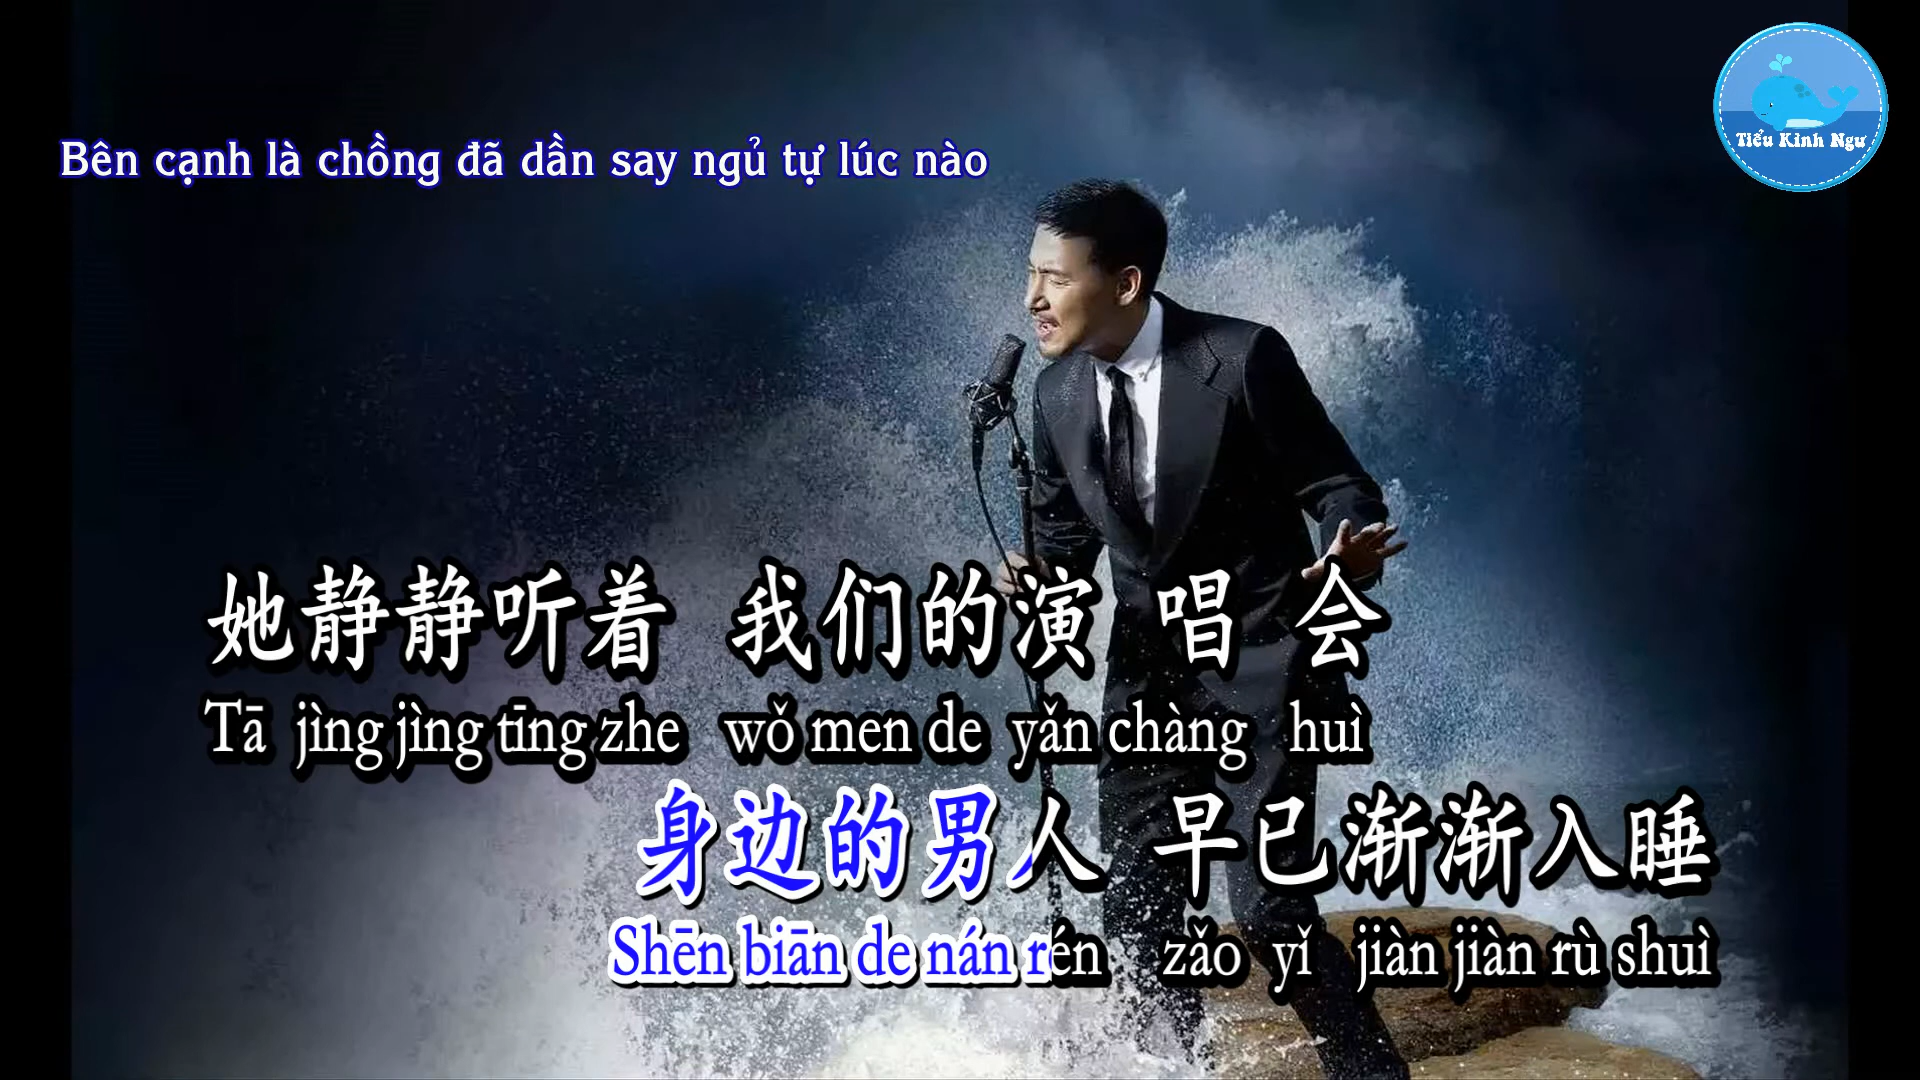 Tiểu Kình Ngư
Bên cạnh là chồng đã dần say ngủ tự lúc nào
她静静听着 我们的演 唱 会
Tā jìng jìng tīng zhe wǒ men de yǎn chàng huì
身边的男人 早已渐渐入睡
Shēn biān de nán rén zǎo yǐ jiàn jiàn rù shuì